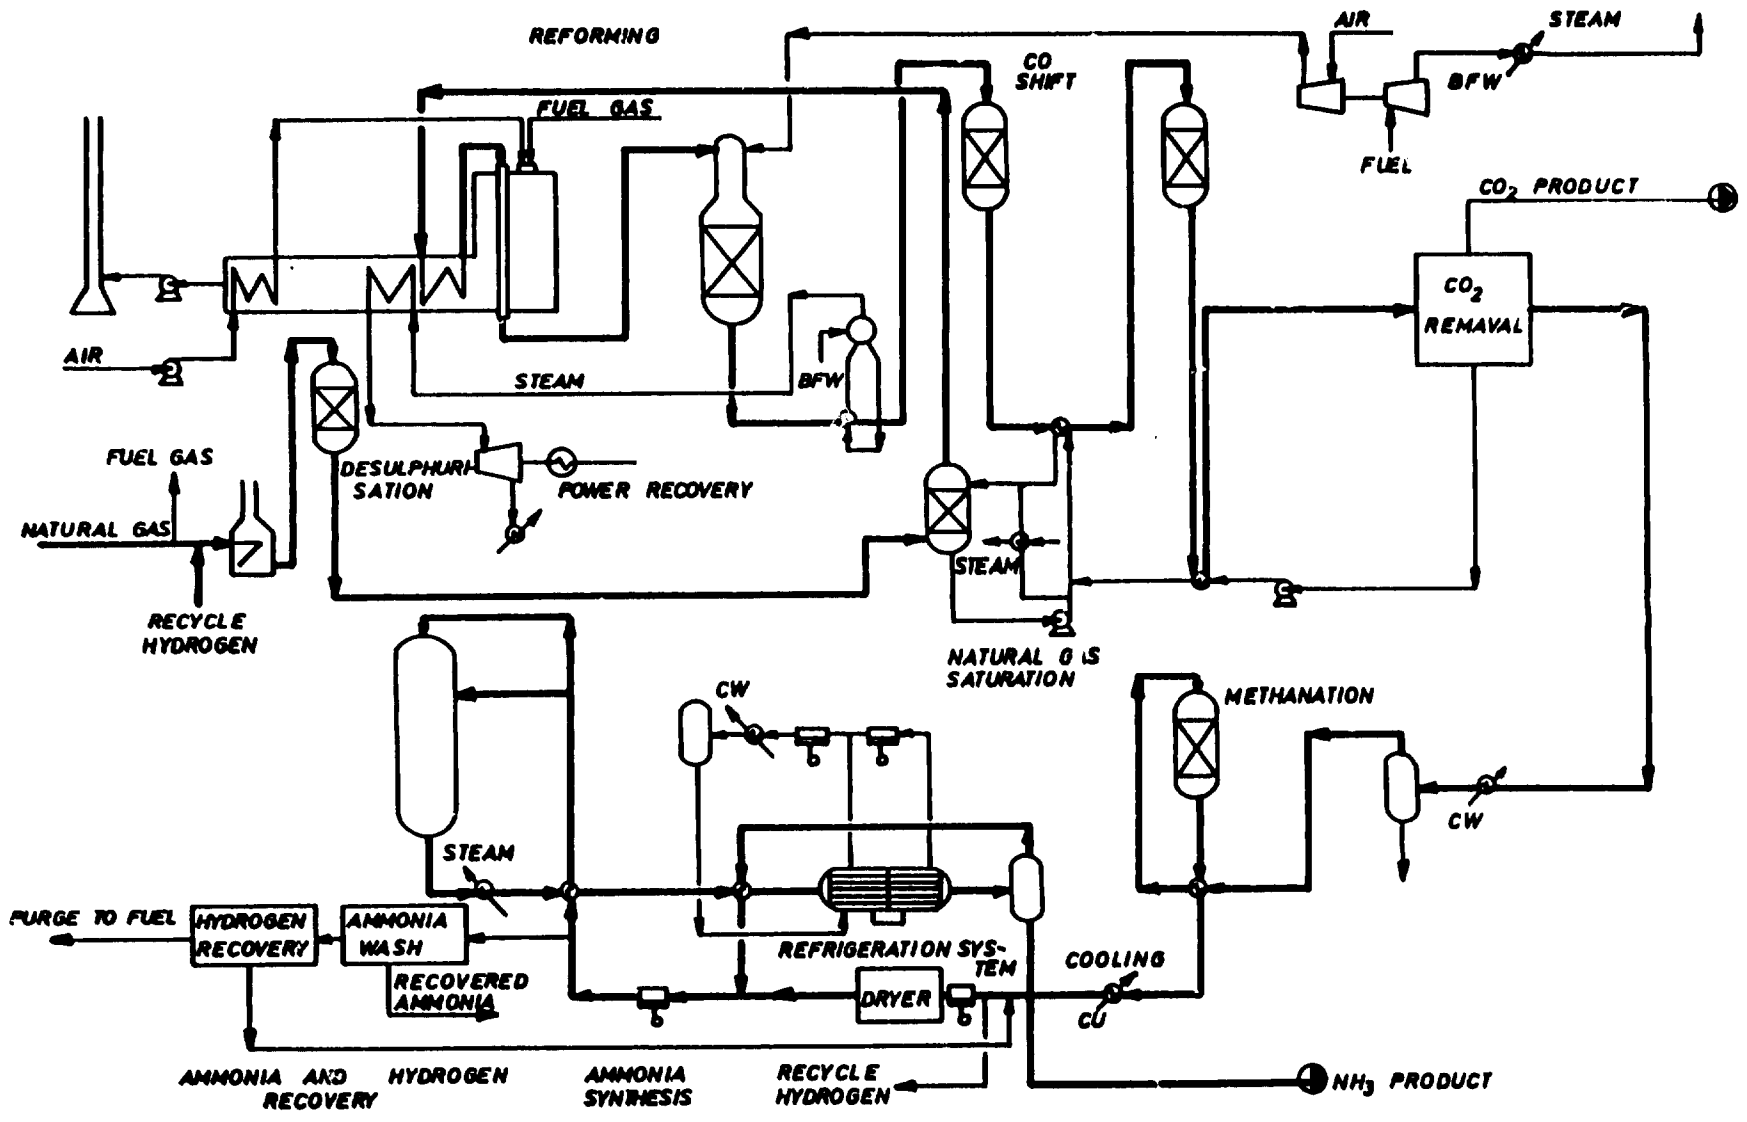 REFORMING
AIR
STEAM
CO
SHIFT
BFW
FUEL GAS
FUEL
CO2 PRODUCT
CO2
REMAVAL
AIR
STEAM
BFW
FUEL GAS
DESULPHURI-
SATION
POWER RECOVERY
NATURAL GAS
STEAM
RECYCLE
HYDROGEN
NATURAL GAS
SATURATION
CW
METHANATION
CW
STEAM
PURGE TO FUEL
HYDROGEN
RECOVERY
AMMONIA
WASH
REFRIGERATION SYS-
TEM
COOLING
RECOVERED
AMMONIA
DRYER
CU
AMMONIA AND HYDROGEN
RECOVERY
AMMONIA
SYNTHESIS
RECYCLE
HYDROGEN
NH3 PRODUCT